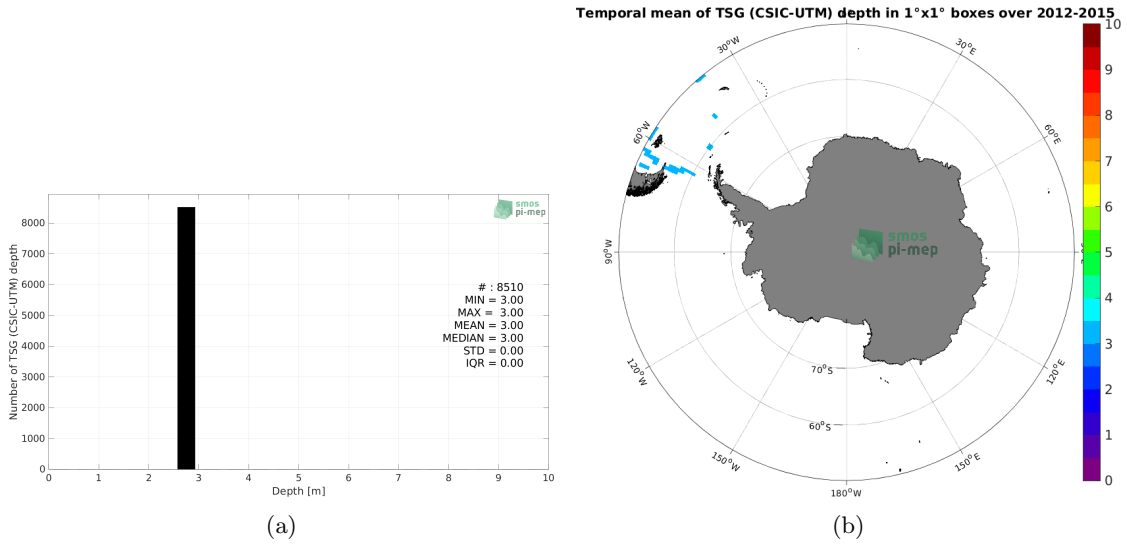 Temporal mean of TSG (CSIC-UTM) depth in 1°x1° boxes over 2012-2015
Number of TSG (CSIC-UTM) depth
8000
7000
6000
5000
4000
3000
2000
1000
0
0 1 2 3 4 5 6 7 8 9 10
Depth [m]
smos
pi-mep
# : 8510
MIN = 3.00
MAX = 3.00
MEAN = 3.00
MEDIAN = 3.00
STD = 0.00
IQR = 0.00
(a)
30°W
30°E
60°W
60°E
90°W
120°W
120°E
150°W
150°E
180°W
70°S
60°S
smos
pi-mep
10
9
8
7
6
5
4
3
2
1
0
(b)